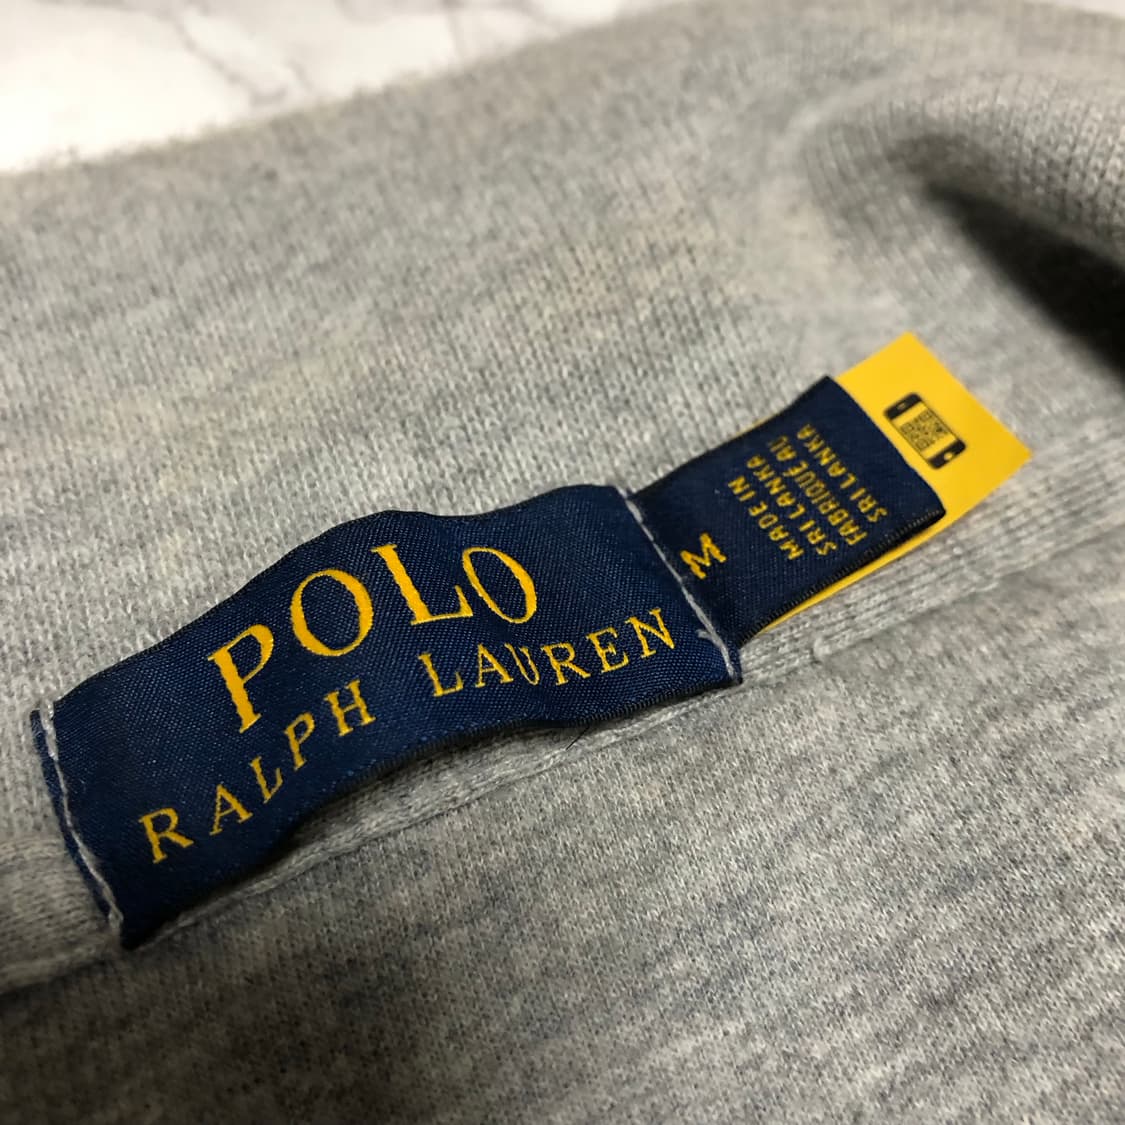 POLO
RALPH LAUREN
M
MADE IN
SRI LANKA
FABRIQUÉ AU
SRI LANKA